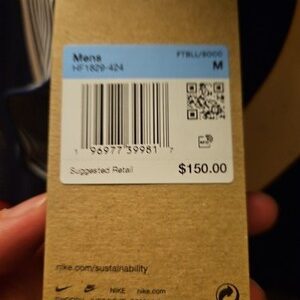 Mens FTBLL/SOCC
HF1829-424 M
1 96977 39981 7
NFC
Suggested Retail $150.00
nike.com/sustainability
NIKE nike.com